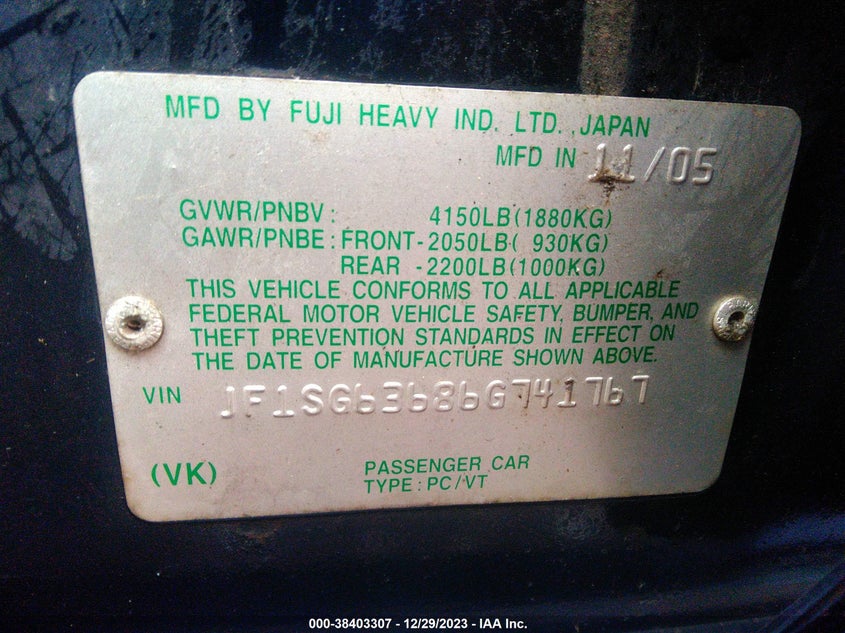 MFD BY FUJI HEAVY IND. LTD. JAPAN
MFD IN 11/05
GVWR/PNBV: 4150LB(1880KG)
GAWR/PNBE: FRONT-2050LB( 930KG)
REAR -2200LB(1000KG)
THIS VEHICLE CONFORMS TO ALL APPLICABLE
FEDERAL MOTOR VEHICLE SAFETY, BUMPER, AND
THEFT PREVENTION STANDARDS IN EFFECT ON
THE DATE OF MANUFACTURE SHOWN ABOVE.
VIN JF1SG63686G741767
(VK) PASSENGER CAR
TYPE: PC/VT
000-38403307 - 12/29/2023 - IAA Inc.